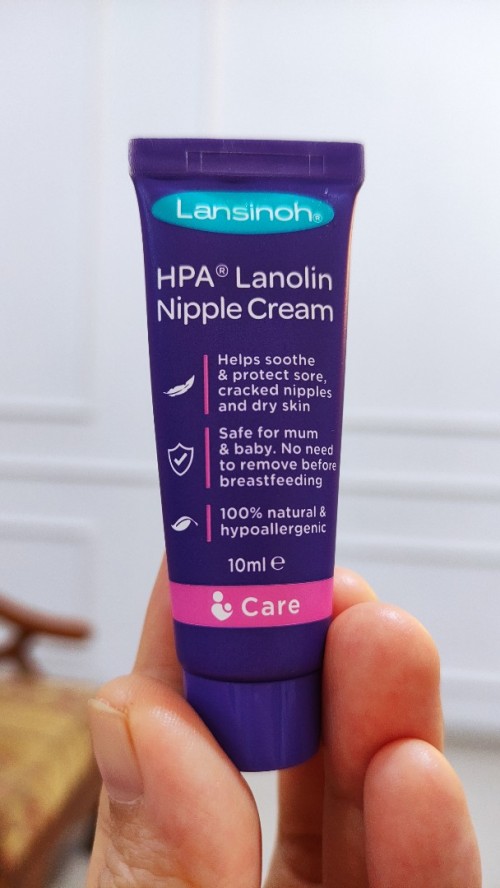 Lansinoh®
HPA® Lanolin
Nipple Cream
Helps soothe
& protect sore,
cracked nipples
and dry skin
Safe for mum
& baby. No need
to remove before
breastfeeding
100% natural &
hypoallergenic
10ml ℮
Care